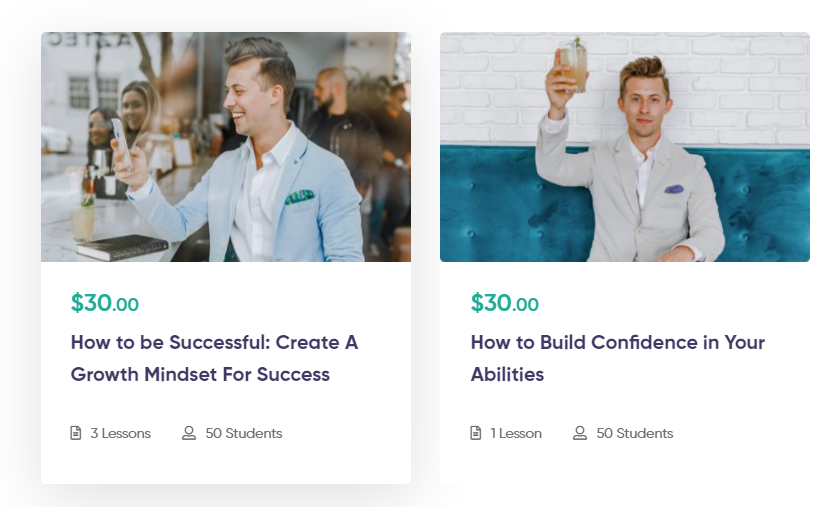 $30.00
How to be Successful: Create A
Growth Mindset For Success
3 Lessons
50 Students
$30.00
How to Build Confidence in Your
Abilities
1 Lesson
50 Students